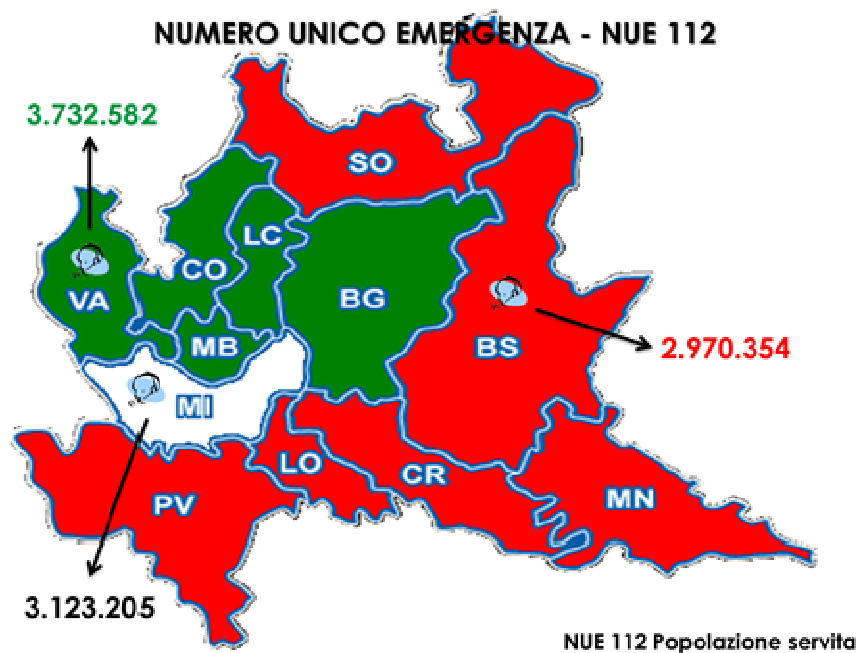 NUMERO UNICO EMERGENZA - NUE 112
3.732.582
SO
LC
CO
VA
BG
MB
BS
2.970.354
MI
LO
CR
PV
MN
3.123.205
NUE 112 Popolazione servita